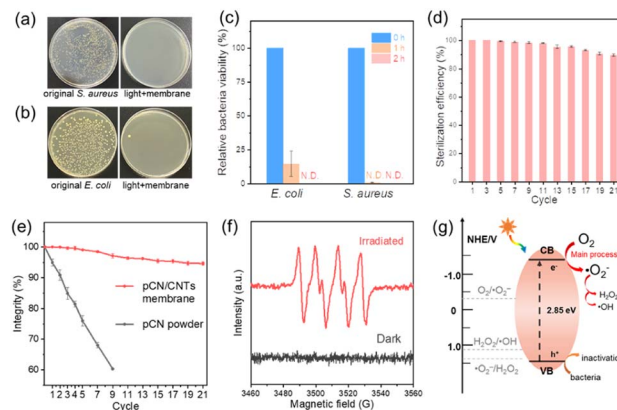 (a)
original S. aureus light+membrane
(b)
original E. coli light+membrane
(c)
Relative bacteria viability (%)
100
75
50
25
0
0 h
1 h
2 h
N.D.
N.D. N.D.
E. coli
S. aureus
(d)
Sterilization efficiency (%)
100
80
60
40
20
0
1 3 5 7 9 11 13 15 17 19 21
Cycle
(e)
Integrity (%)
100
90
80
70
60
pCN/CNTs
membrane
pCN powder
1 2 3 4 5 7 9 11 13 15 17 19 21
Cycle
(f)
Intensity (a.u.)
Irradiated
Dark
3460 3480 3500 3520 3540 3560
Magnetic field (G)
(g)
NHE/V
-1.0
0
1.0
O₂/•O₂⁻
H₂O₂/•OH
•O₂⁻/H₂O₂
CB
e⁻
2.85 eV
h⁺
VB
O₂
Main process
•O₂⁻
H₂O₂
•OH
inactivation
bacteria